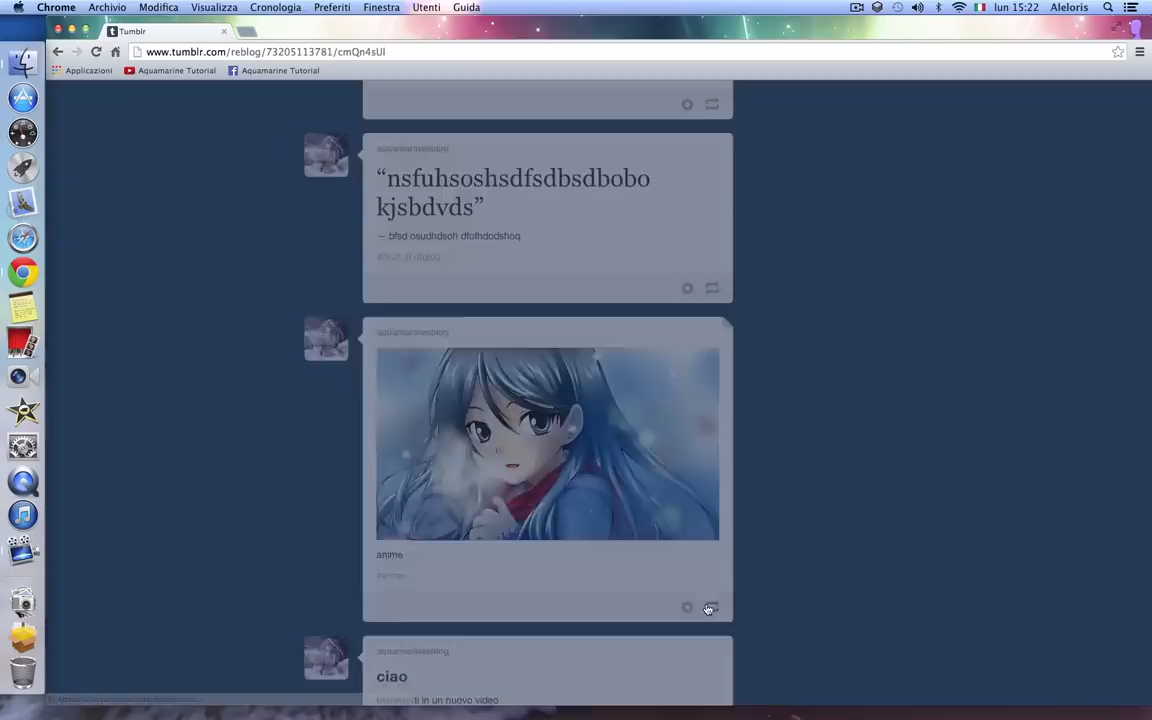 Chrome Archivio Modifica Visualizza Cronologia Preferiti Finestra Utenti Guida lun 15:22 Aleloris
Tumblr
www.tumblr.com/reblog/73205113781/cmQn4sUI
Applicazioni Aquamarine Tutorial Aquamarine Tutorial
“nsfuhsoshsdfsdbsdbobo
kjsbdvds”
— bfsd osudhdsoh dfofhdodshoq
anime
ciao
ti in un nuovo video